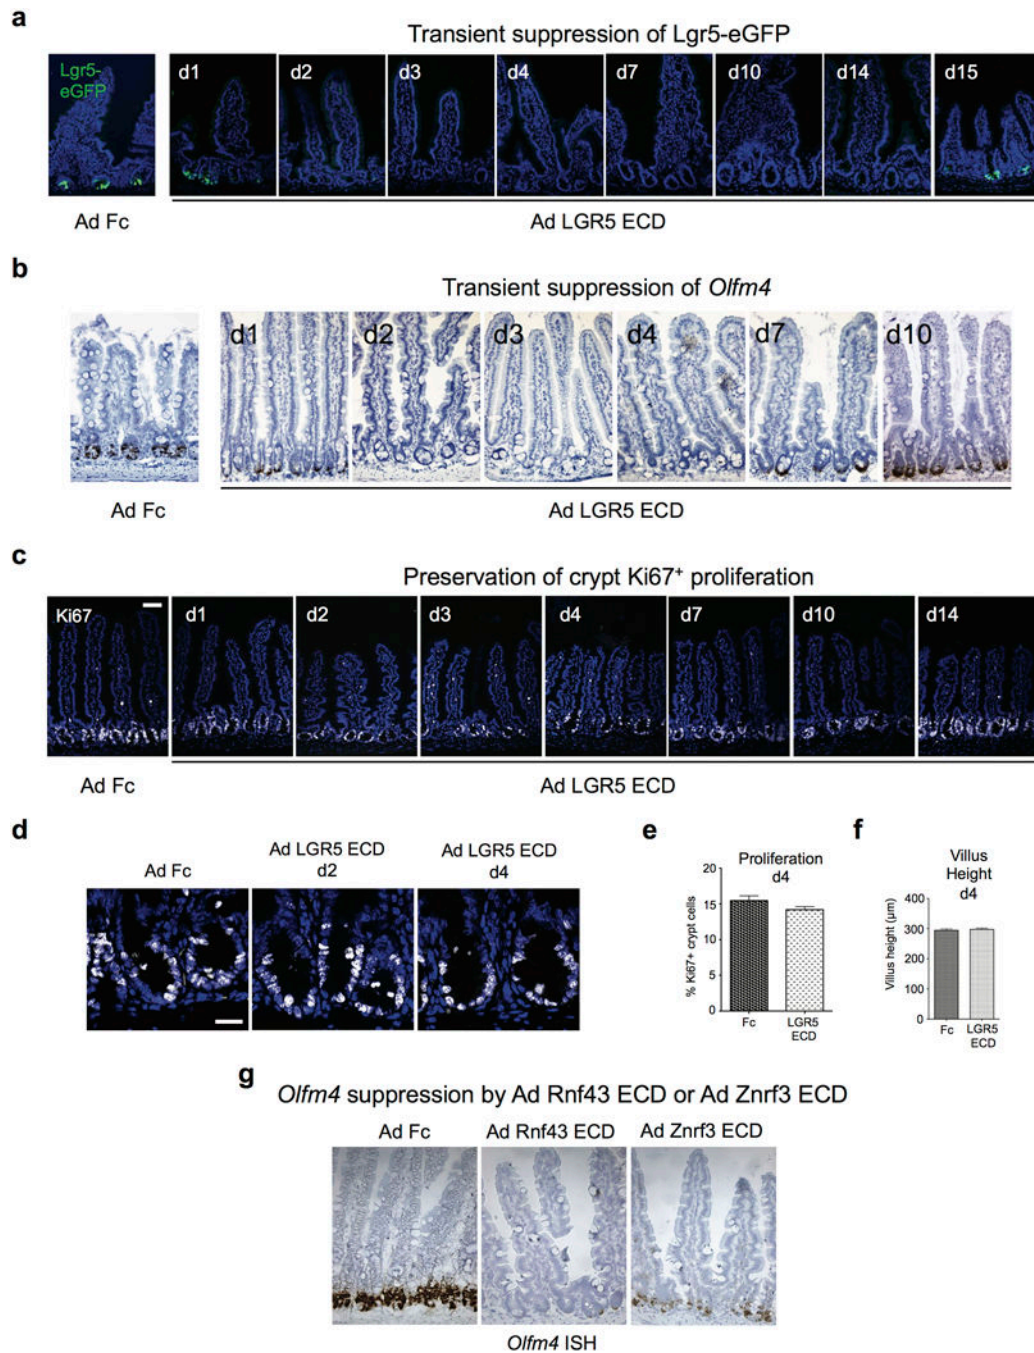 a
Transient suppression of Lgr5-eGFP
Lgr5-
eGFP
d1 d2 d3 d4 d7 d10 d14 d15
Ad Fc Ad LGR5 ECD
b
Transient suppression of Olfm4
d1 d2 d3 d4 d7 d10
Ad Fc Ad LGR5 ECD
c
Preservation of crypt Ki67⁺ proliferation
Ki67 d1 d2 d3 d4 d7 d10 d14
Ad Fc Ad LGR5 ECD
d
Ad Fc
Ad LGR5 ECD
d2
Ad LGR5 ECD
d4
e
Proliferation
d4
% Ki67+ crypt cells
20
15
10
5
0
Fc LGR5
ECD
f
Villus
Height
d4
Villus height (μm)
400
300
200
100
0
Fc LGR5
ECD
g
Olfm4 suppression by Ad Rnf43 ECD or Ad Znrf3 ECD
Ad Fc Ad Rnf43 ECD Ad Znrf3 ECD
Olfm4 ISH